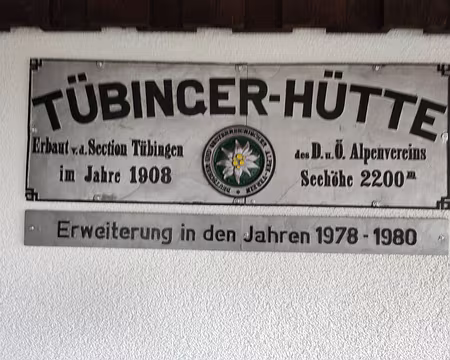 TÜBINGER-HÜTTE
Erbaut v.d. Section Tübingen
des D.u.Ö. Alpenvereins
im Jahre 1908
Seehöhe 2200 m
Erweiterung in den Jahren 1978 - 1980